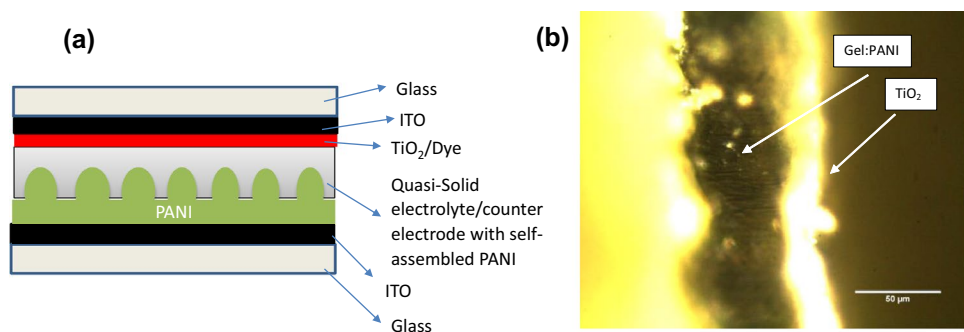 (a)
Glass
ITO
TiO₂/Dye
Quasi-Solid
electrolyte/counter
electrode with self-
assembled PANI
PANI
ITO
Glass
(b)
Gel:PANI
TiO₂
50 µm